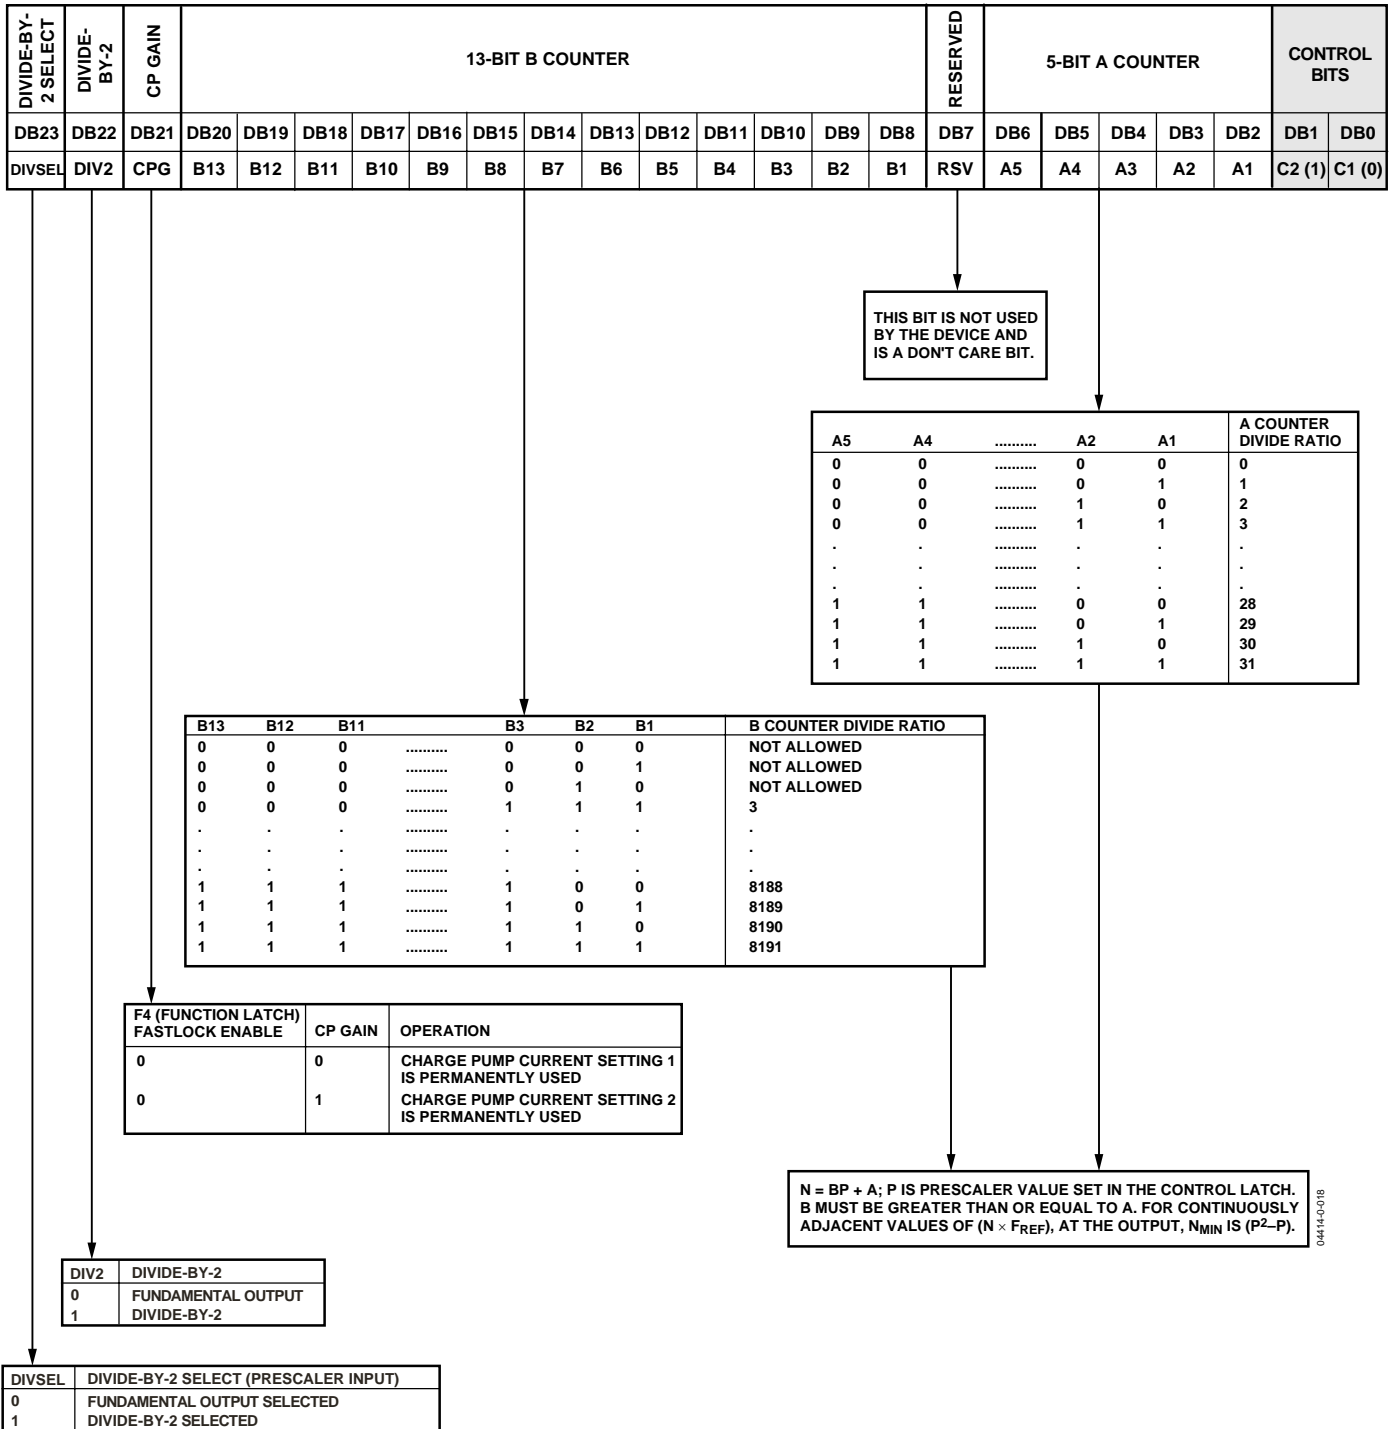 DIVIDE-BY-
2 SELECT
DIVIDE-
BY-2
CP GAIN
13-BIT B COUNTER
RESERVED
5-BIT A COUNTER
CONTROL
BITS
DB23 DB22 DB21 DB20 DB19 DB18 DB17 DB16 DB15 DB14 DB13 DB12 DB11 DB10 DB9 DB8 DB7 DB6 DB5 DB4 DB3 DB2 DB1 DB0
DIVSEL DIV2 CPG B13 B12 B11 B10 B9 B8 B7 B6 B5 B4 B3 B2 B1 RSV A5 A4 A3 A2 A1 C2 (1) C1 (0)
THIS BIT IS NOT USED
BY THE DEVICE AND
IS A DON'T CARE BIT.
A COUNTER
A5 A4 .......... A2 A1 DIVIDE RATIO
0 0 .......... 0 0 0
0 0 .......... 0 1 1
0 0 .......... 1 0 2
0 0 .......... 1 1 3
. . .......... . . .
. . .......... . . .
. . .......... . . .
1 1 .......... 0 0 28
1 1 .......... 0 1 29
1 1 .......... 1 0 30
1 1 .......... 1 1 31
B13 B12 B11 B3 B2 B1 B COUNTER DIVIDE RATIO
0 0 0 .......... 0 0 0 NOT ALLOWED
0 0 0 .......... 0 0 1 NOT ALLOWED
0 0 0 .......... 0 1 0 NOT ALLOWED
0 0 0 .......... 1 1 1 3
. . . .......... . . . .
. . . .......... . . . .
. . . .......... . . . .
1 1 1 .......... 1 0 0 8188
1 1 1 .......... 1 0 1 8189
1 1 1 .......... 1 1 0 8190
1 1 1 .......... 1 1 1 8191
F4 (FUNCTION LATCH)
FASTLOCK ENABLE CP GAIN OPERATION
0 0 CHARGE PUMP CURRENT SETTING 1
IS PERMANENTLY USED
0 1 CHARGE PUMP CURRENT SETTING 2
IS PERMANENTLY USED
N = BP + A; P IS PRESCALER VALUE SET IN THE CONTROL LATCH.
B MUST BE GREATER THAN OR EQUAL TO A. FOR CONTINUOUSLY
ADJACENT VALUES OF (N × FREF), AT THE OUTPUT, NMIN IS (P²–P).
04414-0-018
DIV2 DIVIDE-BY-2
0 FUNDAMENTAL OUTPUT
1 DIVIDE-BY-2
DIVSEL DIVIDE-BY-2 SELECT (PRESCALER INPUT)
0 FUNDAMENTAL OUTPUT SELECTED
1 DIVIDE-BY-2 SELECTED